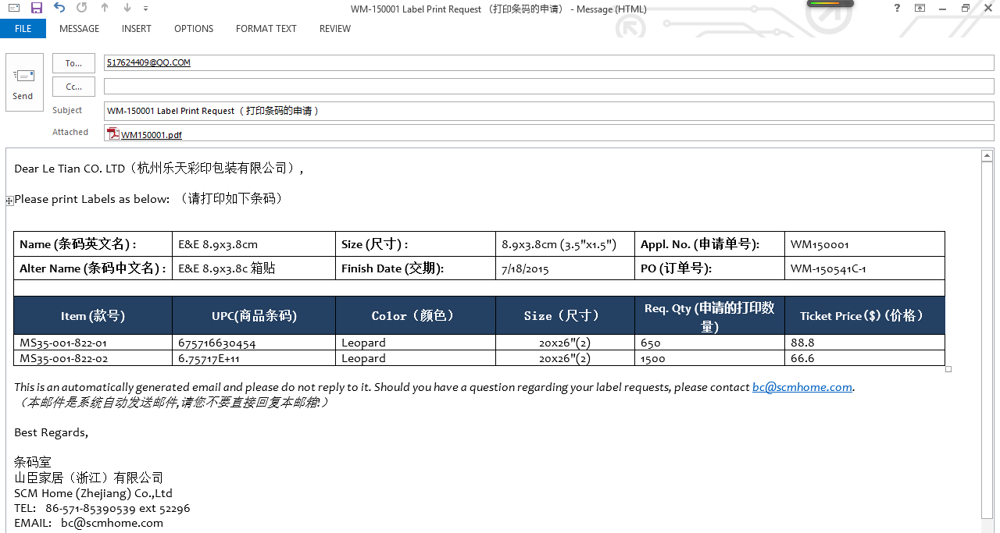 WM-150001 Label Print Request （打印条码的申请） - Message (HTML)
FILE MESSAGE INSERT OPTIONS FORMAT TEXT REVIEW
Send
To... 517624409@QQ.COM
Cc...
Subject WM-150001 Label Print Request （打印条码的申请）
Attached WM150001.pdf
Dear Le Tian CO. LTD（杭州乐天彩印包装有限公司）,
Please print Labels as below: （请打印如下条码）
Name (条码英文名) : E&E 8.9x3.8cm Size (尺寸) : 8.9x3.8cm (3.5"x1.5") Appl. No. (申请单号): WM150001
Alter Name (条码中文名) : E&E 8.9x3.8c 箱贴 Finish Date (交期): 7/18/2015 PO (订单号): WM-150541C-1
Item (款号) UPC(商品条码) Color（颜色） Size（尺寸） Req. Qty (申请的打印数量) Ticket Price ($) (价格）
MS35-001-822-01 675716630454 Leopard 20x26"(2) 650 88.8
MS35-001-822-02 6.75717E+11 Leopard 20x26"(2) 1500 66.6
This is an automatically generated email and please do not reply to it. Should you have a question regarding your label requests, please contact bc@scmhome.com.
（本邮件是系统自动发送邮件,请您不要直接回复本邮箱!）
Best Regards,
条码室
山臣家居（浙江）有限公司
SCM Home (Zhejiang) Co.,Ltd
TEL: 86-571-85390539 ext 52296
EMAIL: bc@scmhome.com